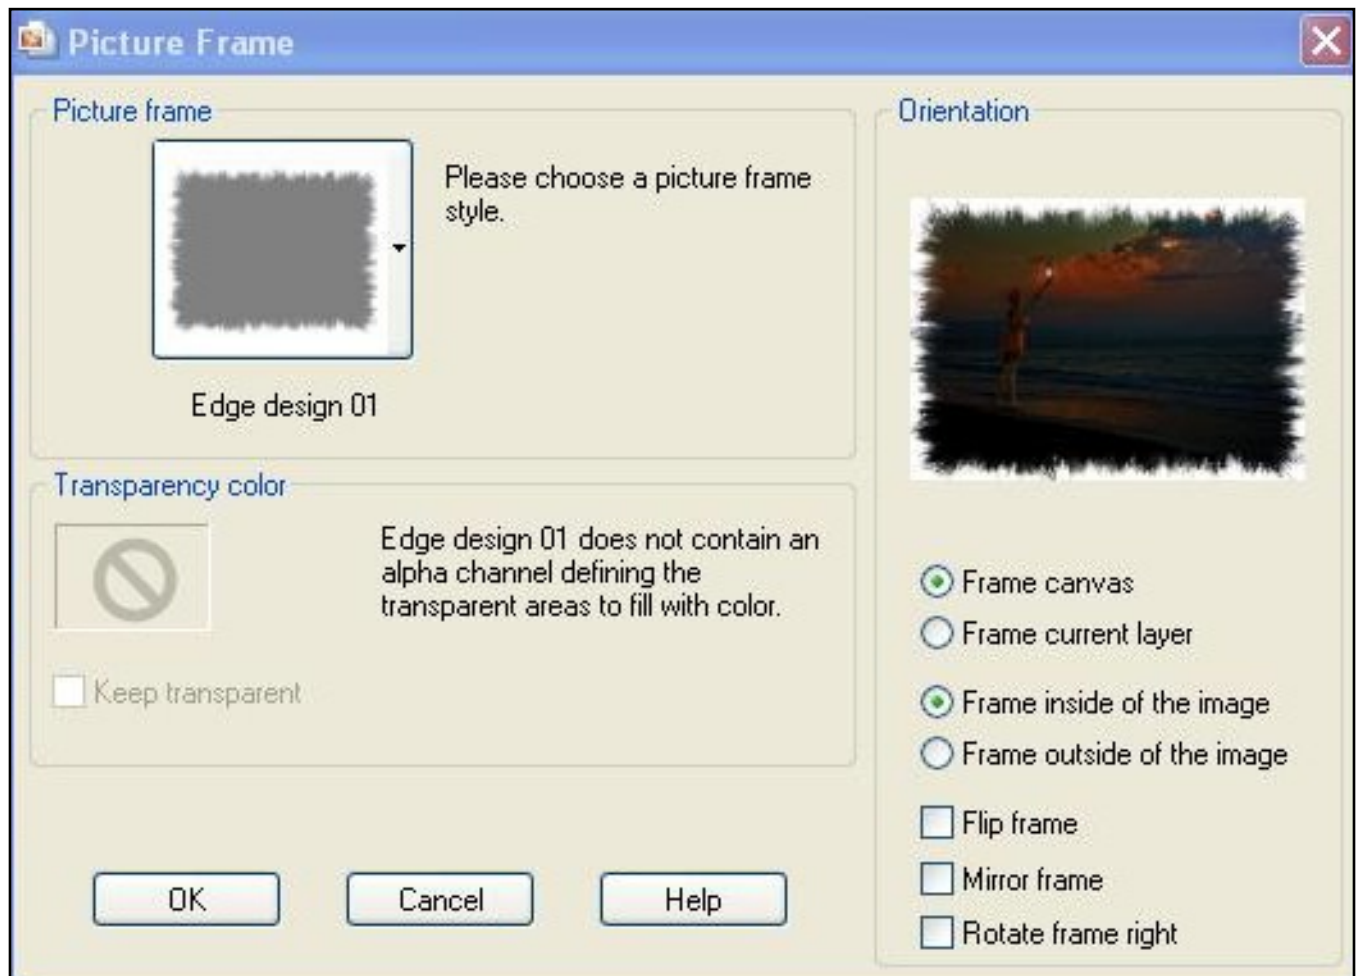 Picture Frame
Picture frame
Please choose a picture frame
style.
Edge design 01
Transparency color
Edge design 01 does not contain an
alpha channel defining the
transparent areas to fill with color.
Keep transparent
OK
Cancel
Help
Orientation
Frame canvas
Frame current layer
Frame inside of the image
Frame outside of the image
Flip frame
Mirror frame
Rotate frame right